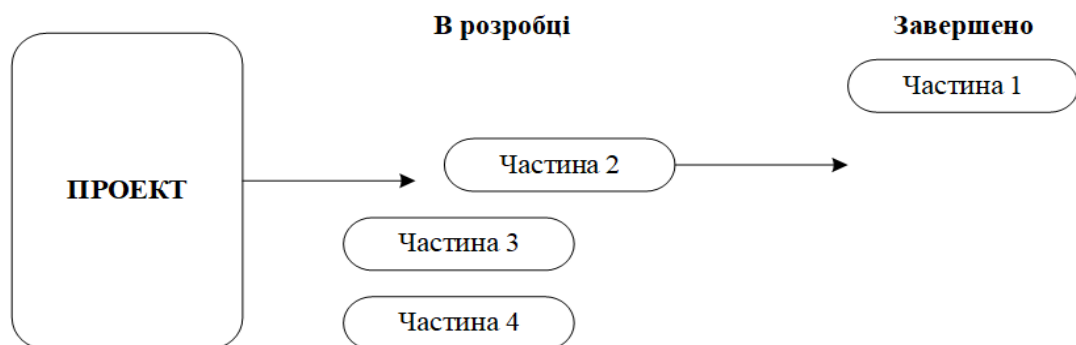 В розробці
Завершено
Частина 1
Частина 2
ПРОЕКТ
Частина 3
Частина 4